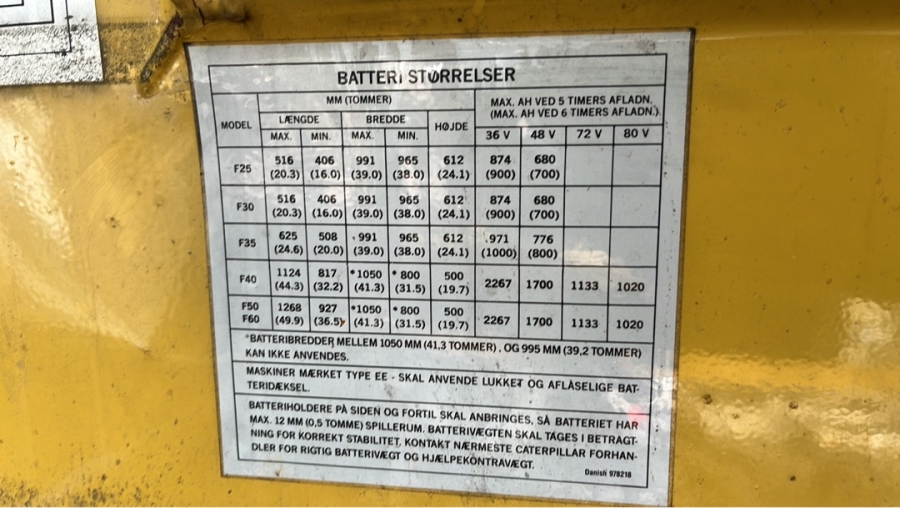 BATTERI STØRRELSER
MM (TOMMER)
MAX. AH VED 5 TIMERS AFLADN.
(MAX. AH VED 6 TIMERS AFLADN.)
MODEL LÆNGDE BREDDE HØJDE
MAX. MIN. MAX. MIN. 36 V 48 V 72 V 80 V
F25 516 406 991 965 612 874 680
(20.3) (16.0) (39.0) (38.0) (24.1) (900) (700)
F30 516 406 991 965 612 874 680
(20.3) (16.0) (39.0) (38.0) (24.1) (900) (700)
F35 625 508 991 965 612 971 776
(24.6) (20.0) (39.0) (38.0) (24.1) (1000) (800)
F40 1124 817 *1050 *800 500 2267 1700 1133 1020
(44.3) (32.2) (41.3) (31.5) (19.7)
F50 1268 927 *1050 *800 500 2267 1700 1133 1020
F60 (49.9) (36.5) (41.3) (31.5) (19.7)
*BATTERIBREDDER MELLEM 1050 MM (41,3 TOMMER), OG 995 MM (39,2 TOMMER)
KAN IKKE ANVENDES.
MASKINER MÆRKET TYPE EE - SKAL ANVENDE LUKKET OG AFLÅSELIGE BAT-
TERIDÆKSEL.
BATTERIHOLDERE PÅ SIDEN OG FORTIL SKAL ANBRINGES, SÅ BATTERIET HAR
MAX. 12 MM (0,5 TOMME) SPILLERUM. BATTERIVÆGTEN SKAL TAGES I BETRAGT-
NING FOR KORREKT STABILITET. KONTAKT NÆRMESTE CATERPILLAR FORHAN-
DLER FOR RIGTIG BATTERIVÆGT OG HJÆLPEKONTRAVÆGT.
Danish 978218